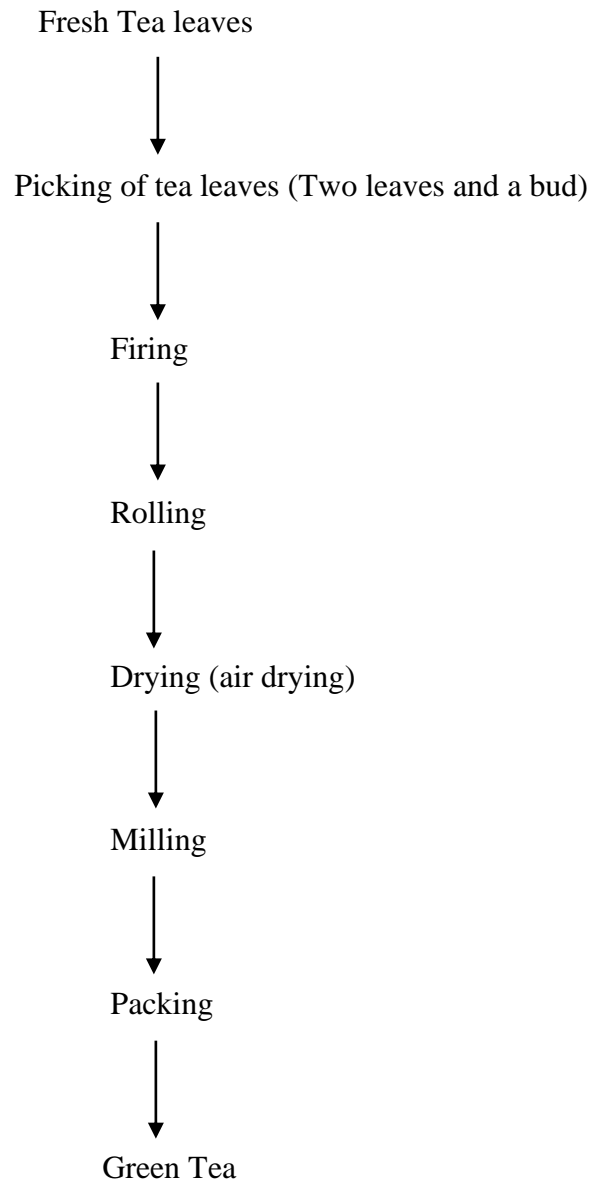 Fresh Tea leaves
Picking of tea leaves (Two leaves and a bud)
Firing
Rolling
Drying (air drying)
Milling
Packing
Green Tea